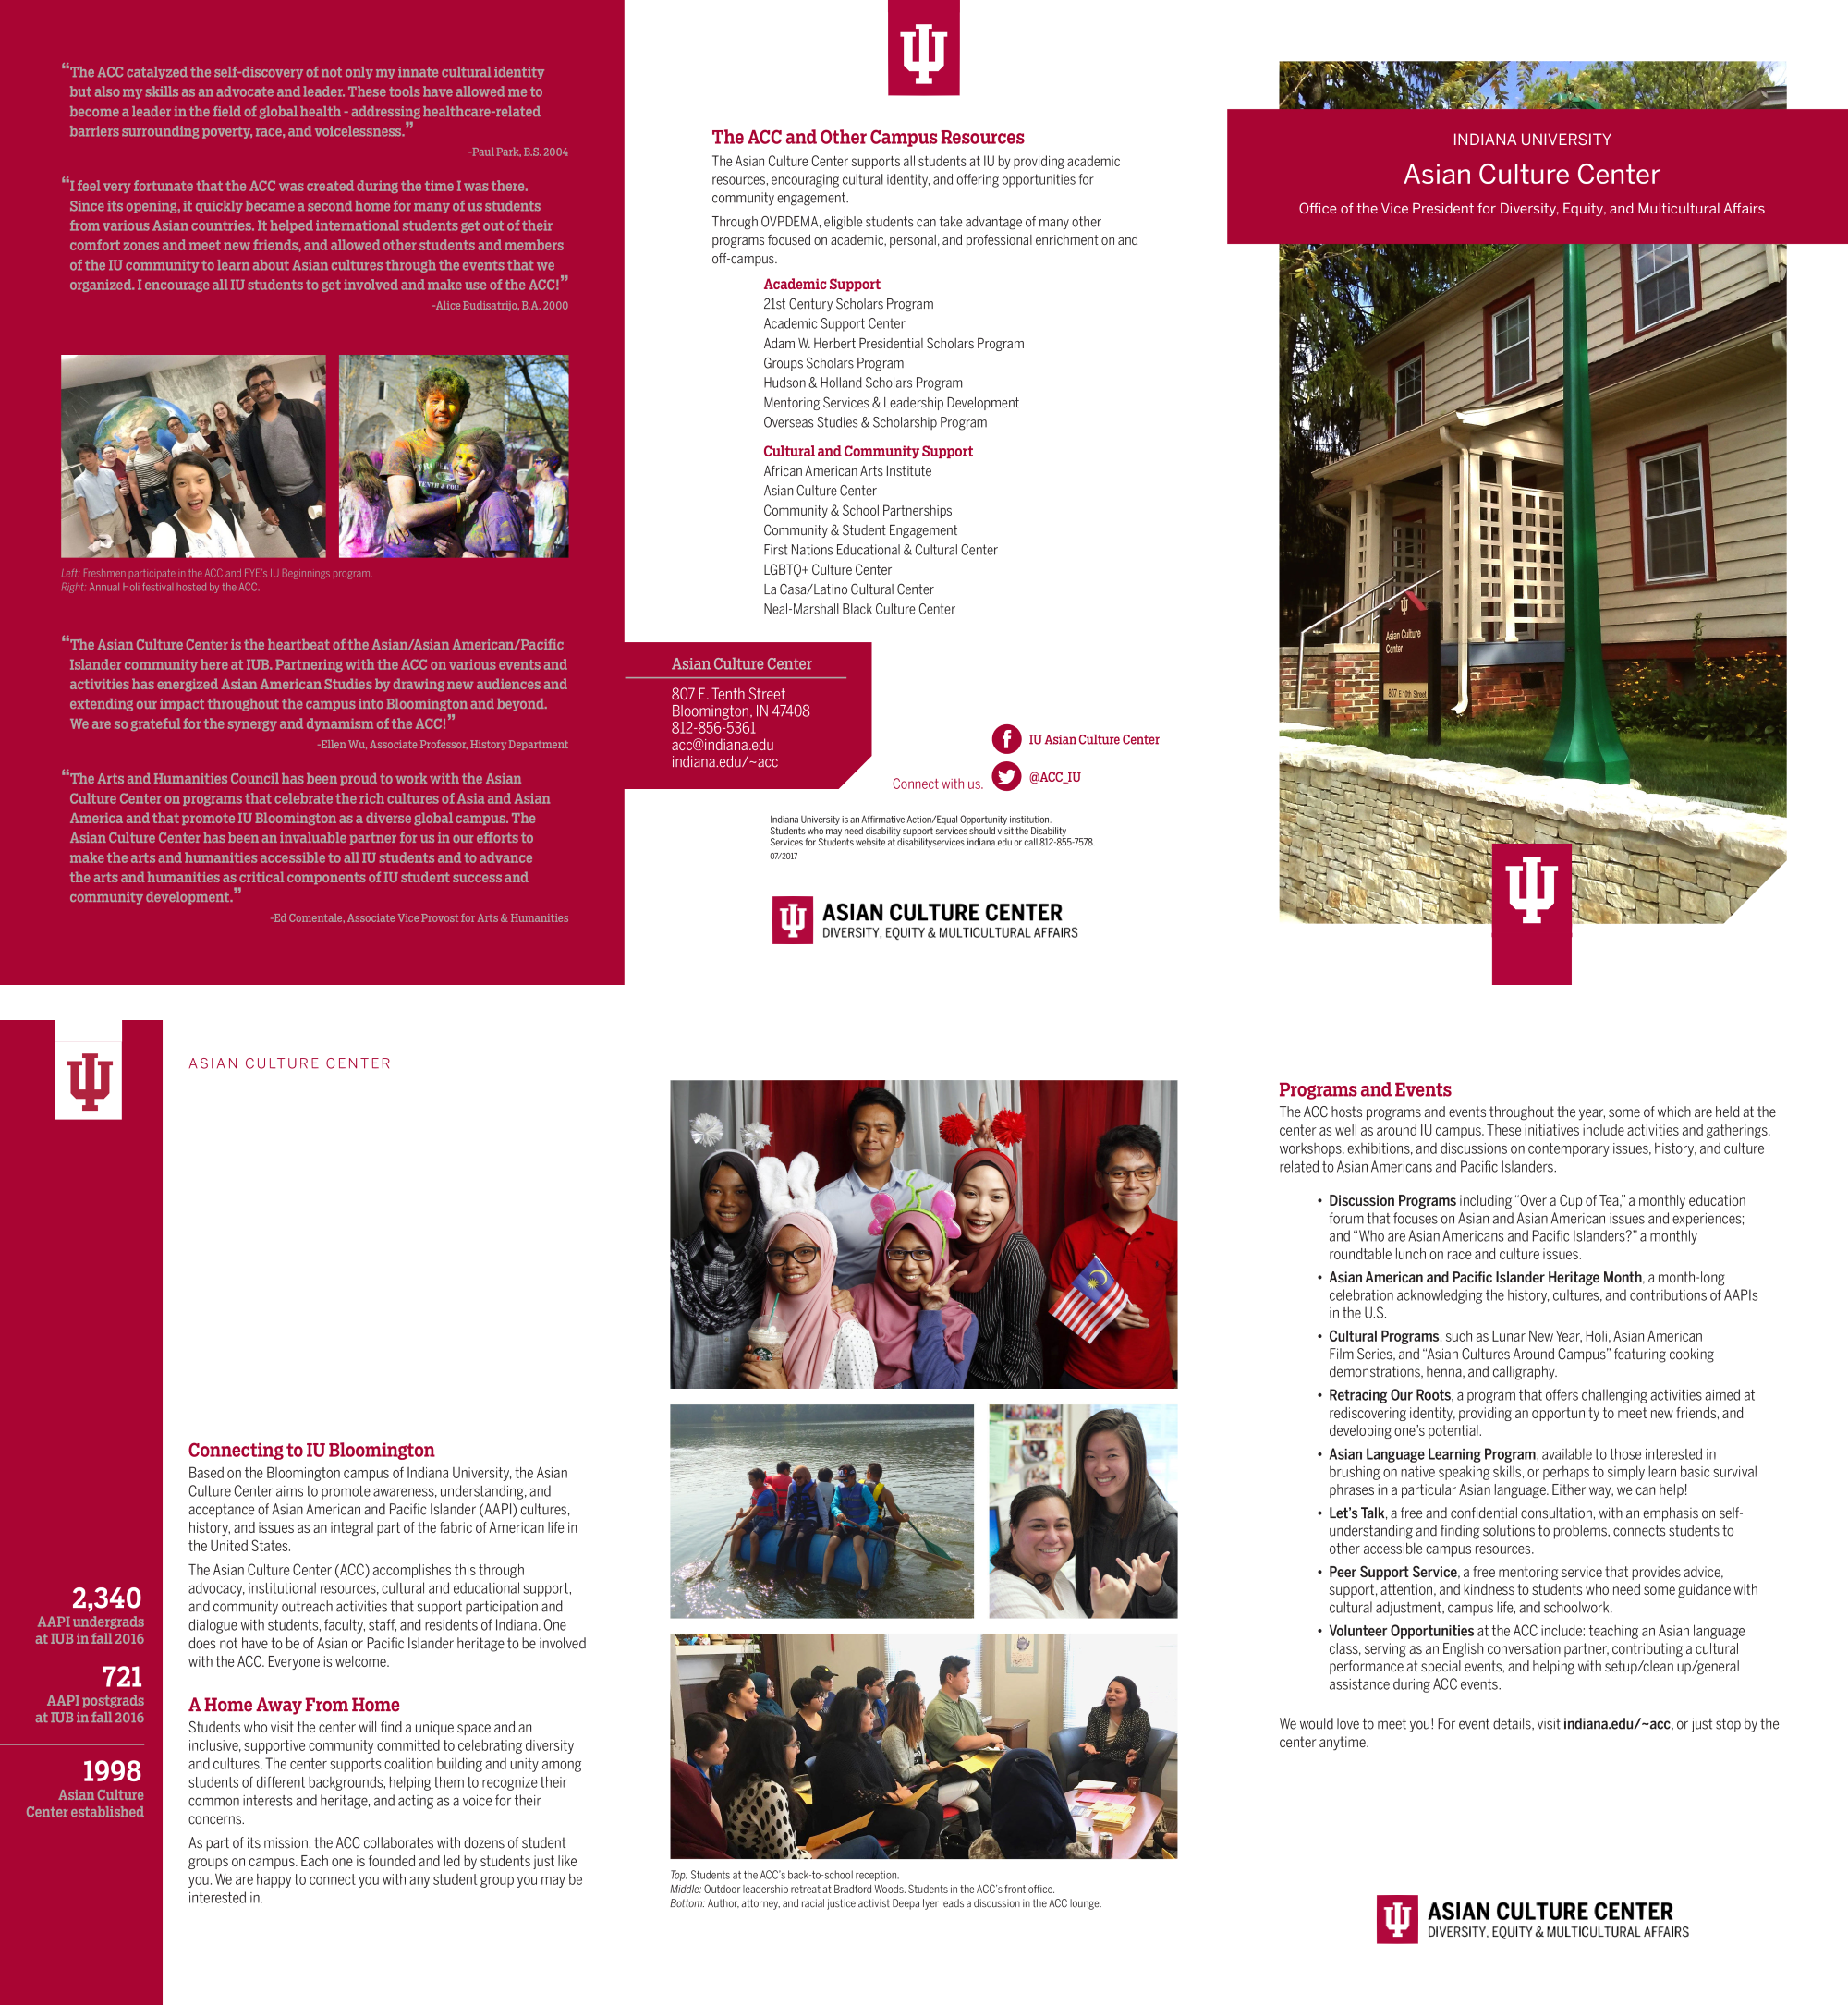 “The ACC catalyzed the self-discovery of not only my innate cultural identity
but also my skills as an advocate and leader. These tools have allowed me to
become a leader in the field of global health - addressing healthcare-related
barriers surrounding poverty, race, and voicelessness.”
-Paul Park, B.S. 2004
“I feel very fortunate that the ACC was created during the time I was there.
Since its opening, it quickly became a second home for many of us students
from various Asian countries. It helped international students get out of their
comfort zones and meet new friends, and allowed other students and members
of the IU community to learn about Asian cultures through the events that we
organized. I encourage all IU students to get involved and make use of the ACC!”
-Alice Budisatrijo, B.A. 2000
Left: Freshmen participate in the ACC and FYE's IU Beginnings program.
Right: Annual Holi festival hosted by the ACC.
“The Asian Culture Center is the heartbeat of the Asian/Asian American/Pacific
Islander community here at IUB. Partnering with the ACC on various events and
activities has energized Asian American Studies by drawing new audiences and
extending our impact throughout the campus into Bloomington and beyond.
We are so grateful for the synergy and dynamism of the ACC!”
-Ellen Wu, Associate Professor, History Department
“The Arts and Humanities Council has been proud to work with the Asian
Culture Center on programs that celebrate the rich cultures of Asia and Asian
America and that promote IU Bloomington as a diverse global campus. The
Asian Culture Center has been an invaluable partner for us in our efforts to
make the arts and humanities accessible to all IU students and to advance
the arts and humanities as critical components of IU student success and
community development.”
-Ed Comentale, Associate Vice Provost for Arts & Humanities
The ACC and Other Campus Resources
The Asian Culture Center supports all students at IU by providing academic
resources, encouraging cultural identity, and offering opportunities for
community engagement.
Through OVPDEMA, eligible students can take advantage of many other
programs focused on academic, personal, and professional enrichment on and
off-campus.
Academic Support
21st Century Scholars Program
Academic Support Center
Adam W. Herbert Presidential Scholars Program
Groups Scholars Program
Hudson & Holland Scholars Program
Mentoring Services & Leadership Development
Overseas Studies & Scholarship Program
Cultural and Community Support
African American Arts Institute
Asian Culture Center
Community & School Partnerships
Community & Student Engagement
First Nations Educational & Cultural Center
LGBTQ+ Culture Center
La Casa/Latino Cultural Center
Neal-Marshall Black Culture Center
Asian Culture Center
807 E. Tenth Street
Bloomington, IN 47408
812-856-5361
acc@indiana.edu
indiana.edu/~acc
Connect with us.
IU Asian Culture Center
@ACC_IU
Indiana University is an Affirmative Action/Equal Opportunity institution.
Students who may need disability support services should visit the Disability
Services for Students website at disabilityservices.indiana.edu or call 812-855-7578.
07/2017
ASIAN CULTURE CENTER
DIVERSITY, EQUITY & MULTICULTURAL AFFAIRS
INDIANA UNIVERSITY
Asian Culture Center
Office of the Vice President for Diversity, Equity, and Multicultural Affairs
Asian Culture
Center
807 E 10th Street
ASIAN CULTURE CENTER
2,340
AAPI undergrads
at IUB in fall 2016
721
AAPI postgrads
at IUB in fall 2016
1998
Asian Culture
Center established
Connecting to IU Bloomington
Based on the Bloomington campus of Indiana University, the Asian
Culture Center aims to promote awareness, understanding, and
acceptance of Asian American and Pacific Islander (AAPI) cultures,
history, and issues as an integral part of the fabric of American life in
the United States.
The Asian Culture Center (ACC) accomplishes this through
advocacy, institutional resources, cultural and educational support,
and community outreach activities that support participation and
dialogue with students, faculty, staff, and residents of Indiana. One
does not have to be of Asian or Pacific Islander heritage to be involved
with the ACC. Everyone is welcome.
A Home Away From Home
Students who visit the center will find a unique space and an
inclusive, supportive community committed to celebrating diversity
and cultures. The center supports coalition building and unity among
students of different backgrounds, helping them to recognize their
common interests and heritage, and acting as a voice for their
concerns.
As part of its mission, the ACC collaborates with dozens of student
groups on campus. Each one is founded and led by students just like
you. We are happy to connect you with any student group you may be
interested in.
Top: Students at the ACC's back-to-school reception.
Middle: Outdoor leadership retreat at Bradford Woods. Students in the ACC's front office.
Bottom: Author, attorney, and racial justice activist Deepa Iyer leads a discussion in the ACC lounge.
Programs and Events
The ACC hosts programs and events throughout the year, some of which are held at the
center as well as around IU campus. These initiatives include activities and gatherings,
workshops, exhibitions, and discussions on contemporary issues, history, and culture
related to Asian Americans and Pacific Islanders.
• Discussion Programs including “Over a Cup of Tea,” a monthly education
forum that focuses on Asian and Asian American issues and experiences;
and “Who are Asian Americans and Pacific Islanders?” a monthly
roundtable lunch on race and culture issues.
• Asian American and Pacific Islander Heritage Month, a month-long
celebration acknowledging the history, cultures, and contributions of AAPIs
in the U.S.
• Cultural Programs, such as Lunar New Year, Holi, Asian American
Film Series, and “Asian Cultures Around Campus” featuring cooking
demonstrations, henna, and calligraphy.
• Retracing Our Roots, a program that offers challenging activities aimed at
rediscovering identity, providing an opportunity to meet new friends, and
developing one's potential.
• Asian Language Learning Program, available to those interested in
brushing on native speaking skills, or perhaps to simply learn basic survival
phrases in a particular Asian language. Either way, we can help!
• Let's Talk, a free and confidential consultation, with an emphasis on self-
understanding and finding solutions to problems, connects students to
other accessible campus resources.
• Peer Support Service, a free mentoring service that provides advice,
support, attention, and kindness to students who need some guidance with
cultural adjustment, campus life, and schoolwork.
• Volunteer Opportunities at the ACC include: teaching an Asian language
class, serving as an English conversation partner, contributing a cultural
performance at special events, and helping with setup/clean up/general
assistance during ACC events.
We would love to meet you! For event details, visit indiana.edu/~acc, or just stop by the
center anytime.
ASIAN CULTURE CENTER
DIVERSITY, EQUITY & MULTICULTURAL AFFAIRS